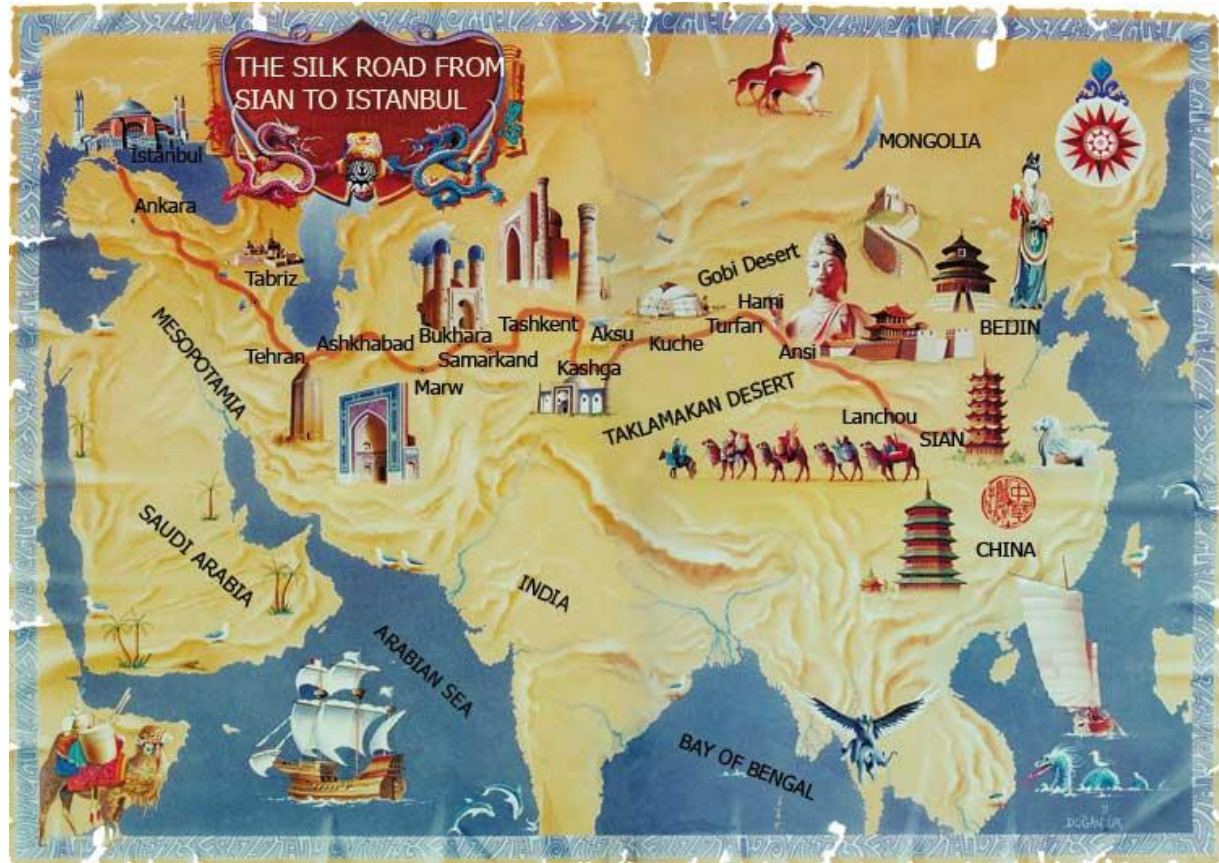 THE SILK ROAD FROM
SIAN TO ISTANBUL
MONGOLIA
Istanbul
Ankara
Gobi Desert
Tabriz
Hami
MESOPOTAMIA
Tashkent
Turfan
BEIJIN
Bukhara
Aksu
Ashkhabad
Kuche
Tehran
Samarkand
Ansi
Kashga
Marw
TAKLAMAKAN DESERT
Lanchou
SIAN
SAUDI ARABIA
CHINA
INDIA
ARABIAN SEA
BAY OF BENGAL